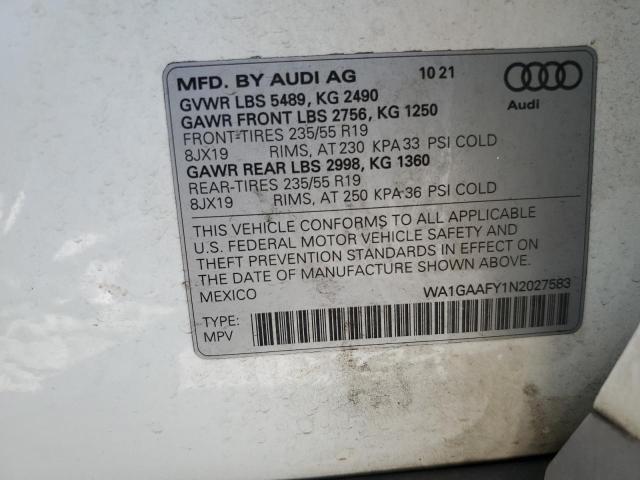 MFD. BY AUDI AG 10 21
GVWR LBS 5489, KG 2490
GAWR FRONT LBS 2756, KG 1250
FRONT-TIRES 235/55 R19
8JX19 RIMS, AT 230 KPA 33 PSI COLD
GAWR REAR LBS 2998, KG 1360
REAR-TIRES 235/55 R19
8JX19 RIMS, AT 250 KPA 36 PSI COLD
Audi
THIS VEHICLE CONFORMS TO ALL APPLICABLE
U.S. FEDERAL MOTOR VEHICLE SAFETY AND
THEFT PREVENTION STANDARDS IN EFFECT ON
THE DATE OF MANUFACTURE SHOWN ABOVE.
MEXICO WA1GAAFY1N2027583
TYPE:
MPV